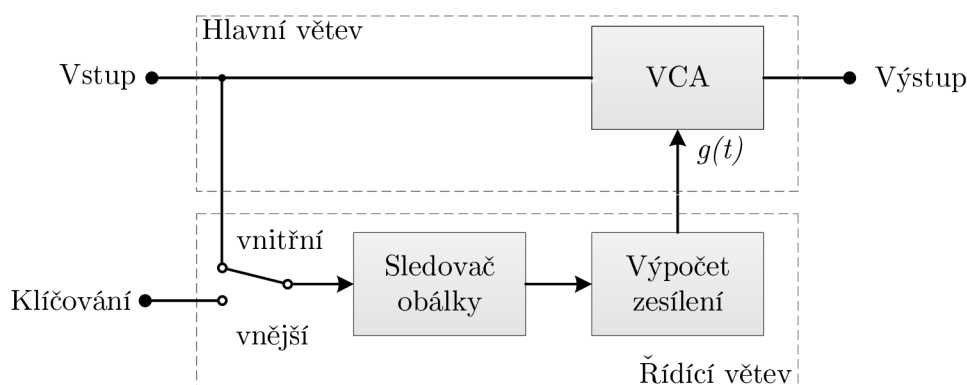 Hlavní větev
Vstup
VCA
Výstup
g(t)
vnitřní
Klíčování
vnější
Sledovač
obálky
Výpočet
zesílení
Řídící větev